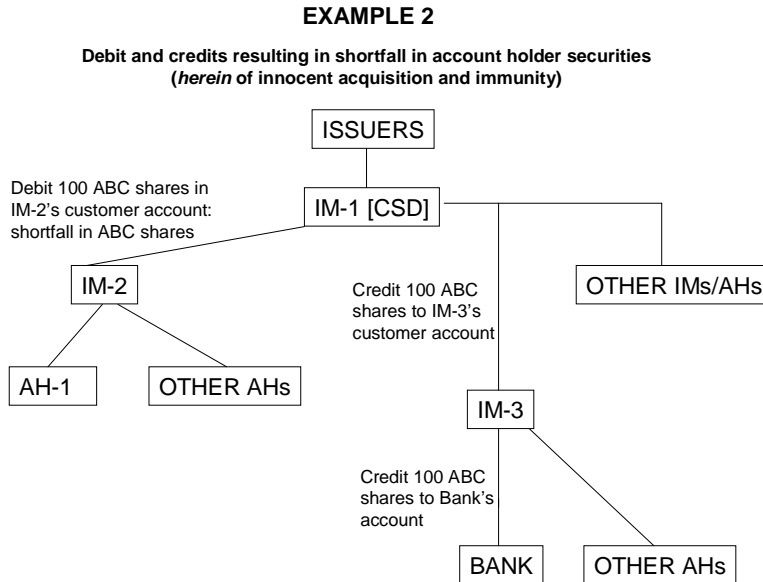 EXAMPLE 2
Debit and credits resulting in shortfall in account holder securities
(herein of innocent acquisition and immunity)
ISSUERS
Debit 100 ABC shares in
IM-2's customer account:
shortfall in ABC shares
IM-1 [CSD]
IM-2
Credit 100 ABC
shares to IM-3's
customer account
OTHER IMs/AHs
AH-1
OTHER AHs
IM-3
Credit 100 ABC
shares to Bank's
account
BANK
OTHER AHs